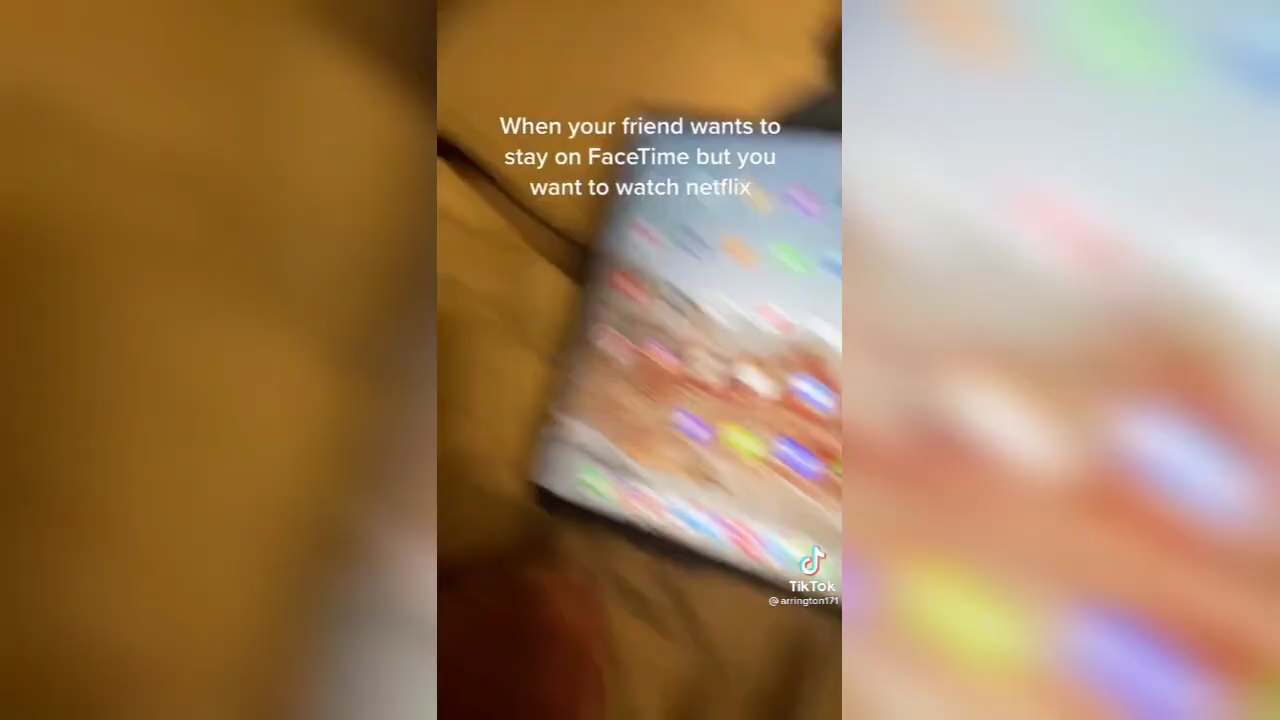 When your friend wants to
stay on FaceTime but you
want to watch netflix
TikTok
@arrington171